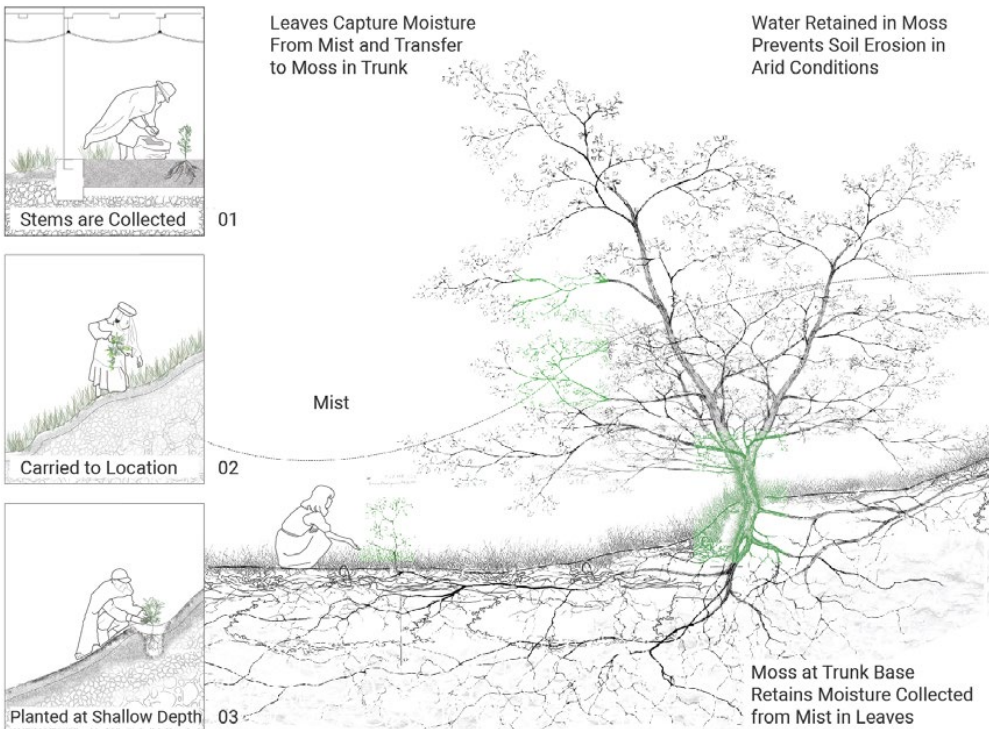 Leaves Capture Moisture
From Mist and Transfer
to Moss in Trunk
Water Retained in Moss
Prevents Soil Erosion in
Arid Conditions
Stems are Collected
01
Carried to Location
02
Mist
Planted at Shallow Depth
03
Moss at Trunk Base
Retains Moisture Collected
from Mist in Leaves